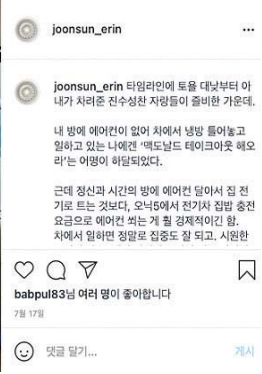 joonsun_erin
joonsun_erin 타임라인에 토욜 대낮부터 아
내가 차려준 진수성찬 자랑들이 즐비한 가운데.
내 방에 에어컨이 없어 차에서 냉방 틀어놓고
일하고 있는 나에겐 '맥도날드 테이크아웃 해오
라'는 어명이 하달되었다.
근데 정신과 시간의 방에 에어컨 달아서 집 전
기로 트는 것보다, 오닉5에서 전기차 집밥 충전
요금으로 에어컨 쐬는 게 훨 경제적이긴 함.
차에서 일하면 정말로 집중도 잘 되고, 시원한
babpul83님 여러 명이 좋아합니다
7월 17일
댓글 달기...
게시